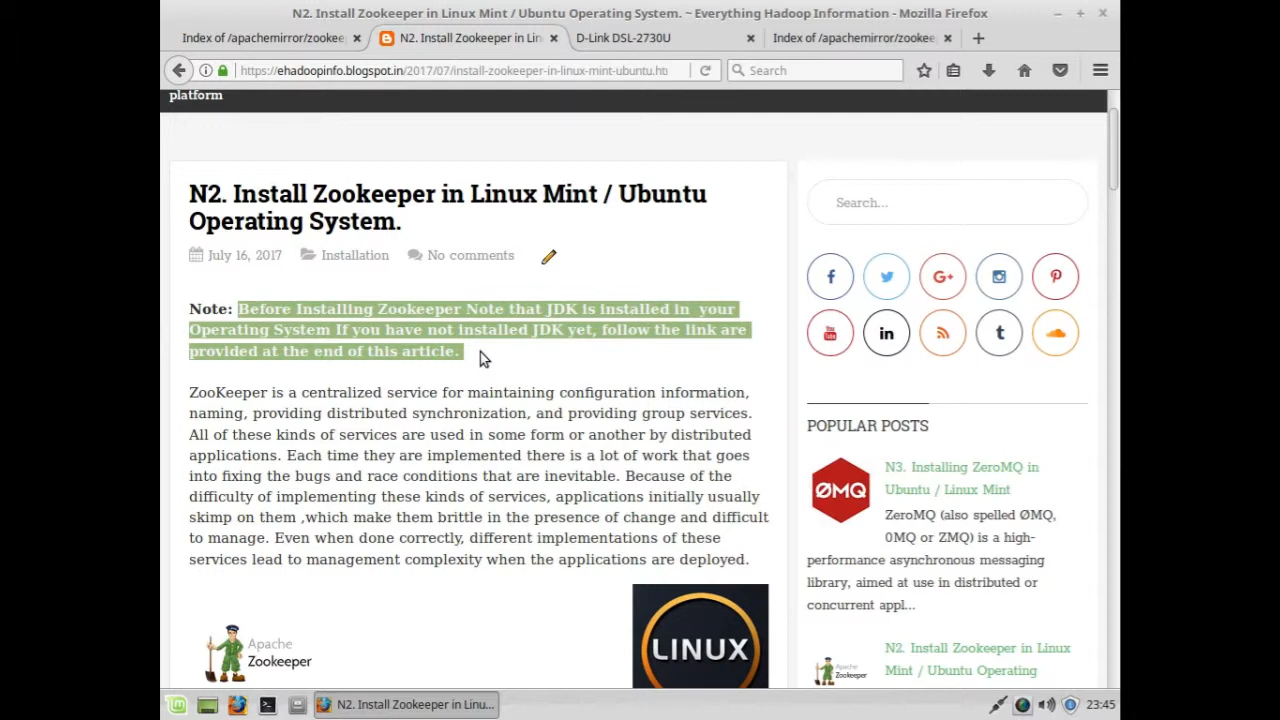 N2. Install Zookeeper in Linux Mint / Ubuntu Operating System. ~ Everything Hadoop Information - Mozilla Firefox
Index of /apachemirror/zookee
N2. Install Zookeeper in Lin
D-Link DSL-2730U
Index of /apachemirror/zookee
https://ehadoopinfo.blogspot.in/2017/07/install-zookeeper-in-linux-mint-ubuntu.ht
Search
platform
N2. Install Zookeeper in Linux Mint / Ubuntu
Operating System.
July 16, 2017
Installation
No comments
Note: Before Installing Zookeeper Note that JDK is installed in your
Operating System If you have not installed JDK yet, follow the link are
provided at the end of this article.
ZooKeeper is a centralized service for maintaining configuration information,
naming, providing distributed synchronization, and providing group services.
All of these kinds of services are used in some form or another by distributed
applications. Each time they are implemented there is a lot of work that goes
into fixing the bugs and race conditions that are inevitable. Because of the
difficulty of implementing these kinds of services, applications initially usually
skimp on them ,which make them brittle in the presence of change and difficult
to manage. Even when done correctly, different implementations of these
services lead to management complexity when the applications are deployed.
Apache
Zookeeper
LINUX
Search...
POPULAR POSTS
ØMQ
N3. Installing ZeroMQ in
Ubuntu / Linux Mint
ZeroMQ (also spelled ØMQ,
0MQ or ZMQ) is a high-
performance asynchronous messaging
library, aimed at use in distributed or
concurrent appl...
Apache
Zookeeper
N2. Install Zookeeper in Linux
Mint / Ubuntu Operating
N2. Install Zookeeper in Linu...
23:45